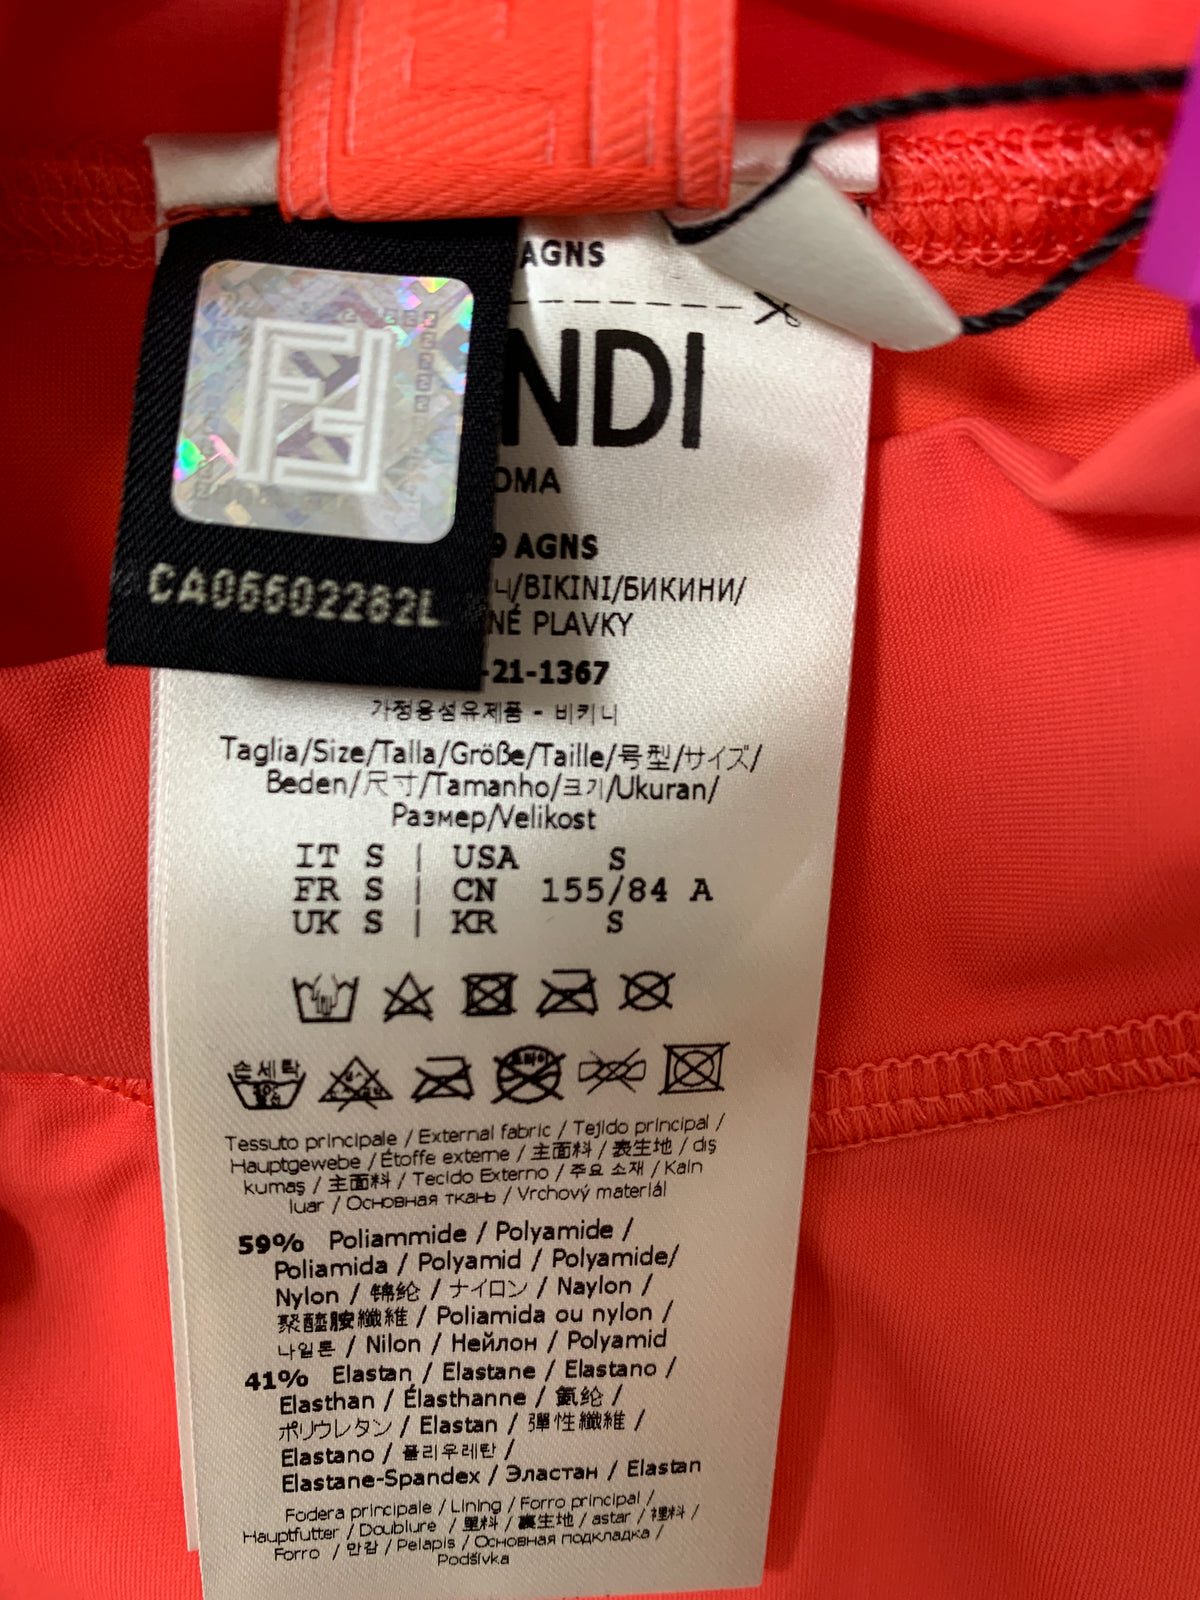 AGNS
NDI
OMA
9 AGNS
니/BIKINI/БИКИНИ/
NÉ PLAVKY
-21-1367
가정용섬유제품 - 비키니
CA05502282L
Taglia/Size/Talla/Größe/Taille/号型/サイズ/
Beden/尺寸/Tamanho/크기/Ukuran/
Размер/Velikost
IT S | USA S
FR S | CN 155/84 A
UK S | KR S
손세탁
드라이
Tessuto principale / External fabric / Tejido principal /
Hauptgewebe / Étoffe externe / 主面料 / 表生地 / dış
kumaş / 主面料 / Tecido Externo / 주요 소재 / Kain
luar / Основная ткань / Vrchový materiál
59% Poliammide / Polyamide /
Poliamida / Polyamid / Polyamide/
Nylon / 锦纶 / ナイロン / Naylon /
聚醯胺纖維 / Poliamida ou nylon /
나일론 / Nilon / Нейлон / Polyamid
41% Elastan / Elastane / Elastano /
Elasthan / Élasthanne / 氨纶 /
ポリウレタン / Elastan / 彈性纖維 /
Elastano / 폴리우레탄 /
Elastane-Spandex / Эластан / Elastan
Fodera principale / Lining / Forro principal /
Hauptfutter / Doublure / 里料 / 裏生地 / astar / 裡料 /
Forro / 안감 / Pelapis / Основная подкладка /
Podšívka